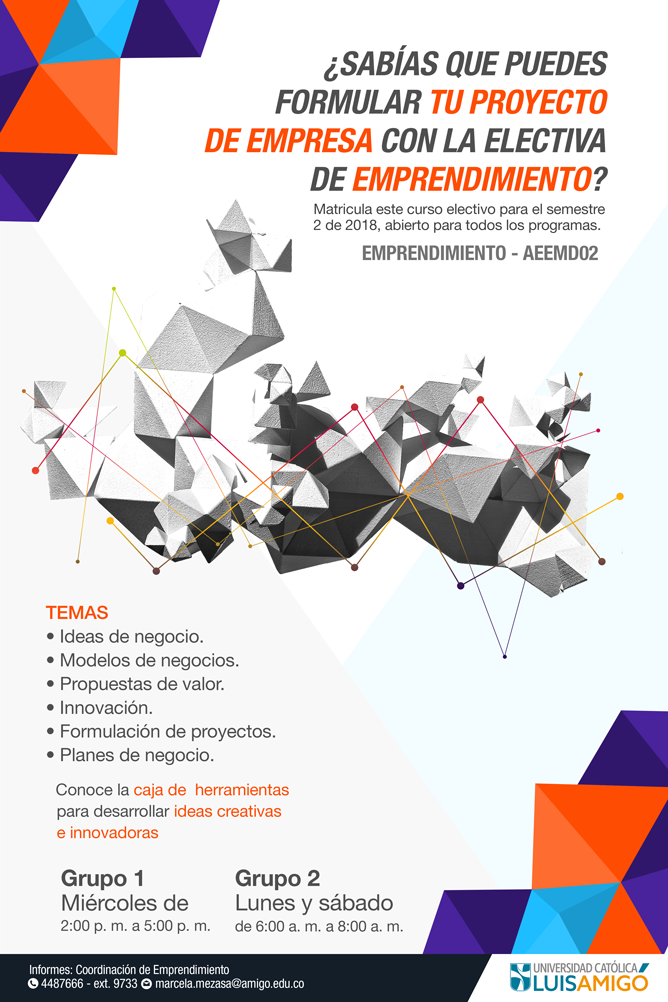 ¿SABÍAS QUE PUEDES
FORMULAR TU PROYECTO
DE EMPRESA CON LA ELECTIVA
DE EMPRENDIMIENTO?
Matricula este curso electivo para el semestre
2 de 2018, abierto para todos los programas.
EMPRENDIMIENTO - AEEMD02
TEMAS
• Ideas de negocio.
• Modelos de negocios.
• Propuestas de valor.
• Innovación.
• Formulación de proyectos.
• Planes de negocio.
Conoce la caja de herramientas
para desarrollar ideas creativas
e innovadoras
Grupo 1
Miércoles de
2:00 p. m. a 5:00 p. m.
Grupo 2
Lunes y sábado
de 6:00 a. m. a 8:00 a. m.
Informes: Coordinación de Emprendimiento
4487666 - ext. 9733 marcela.mezasa@amigo.edu.co
UNIVERSIDAD CATÓLICA
LUIS AMIGÓ